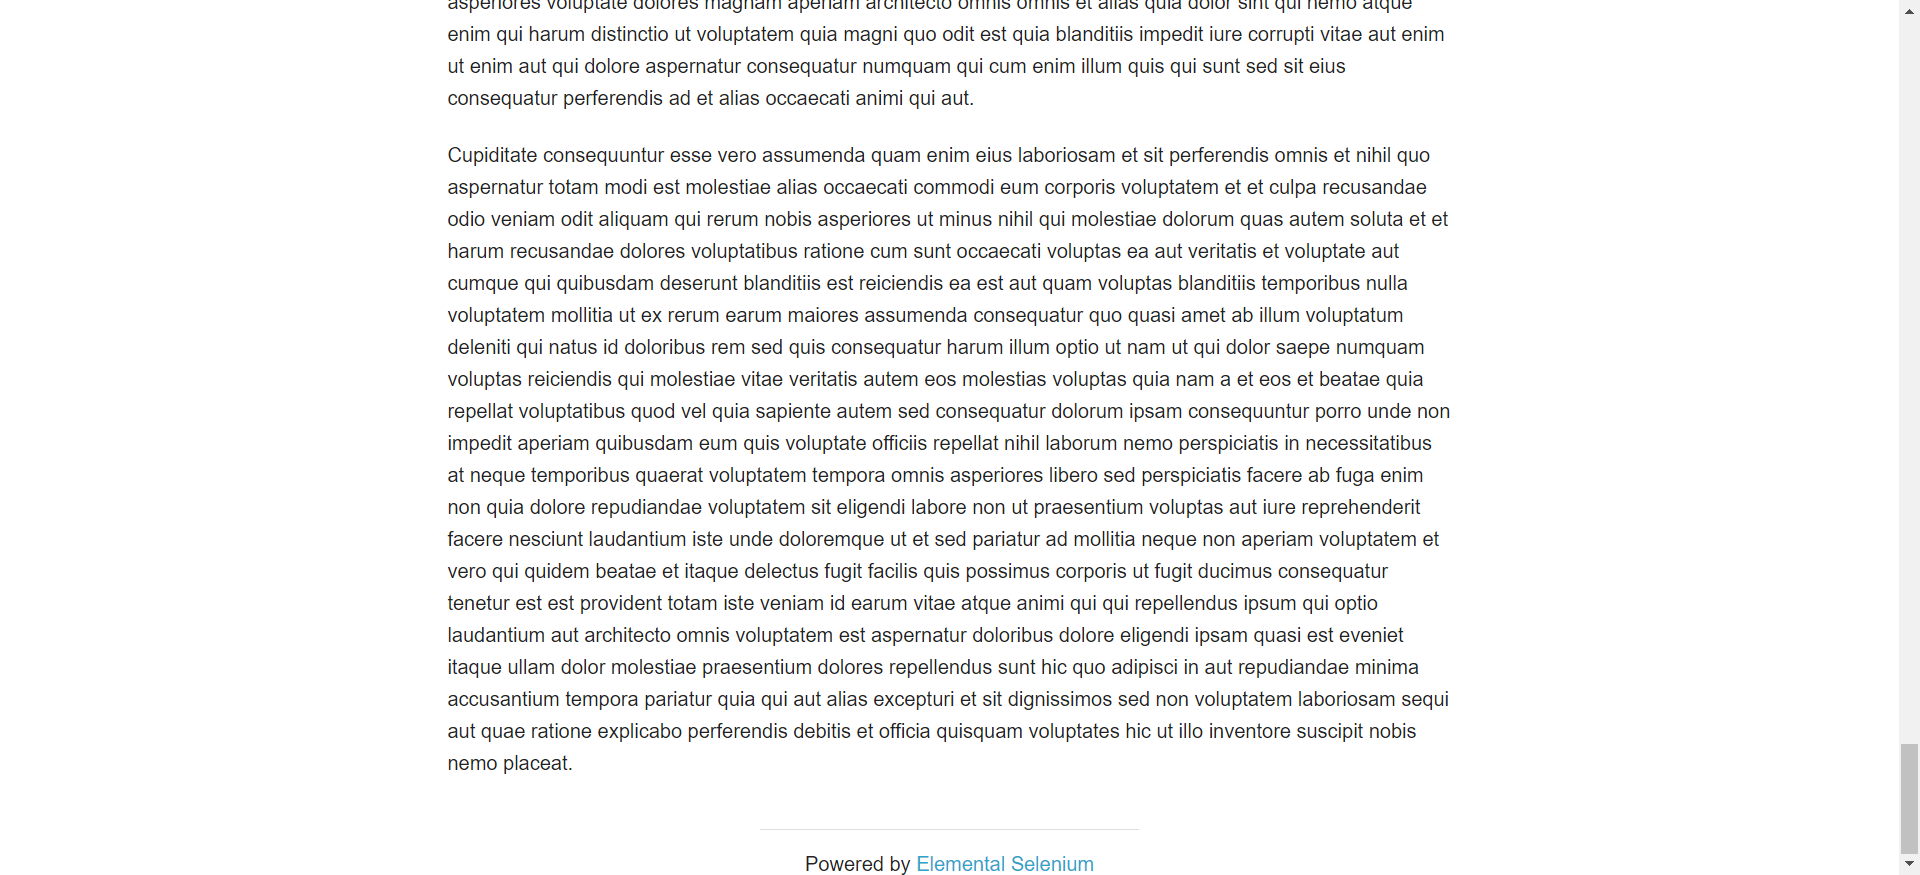 asperiores voluptate dolores magnam aperiam architecto omnis omnis et alias quia dolor sint qui nemo atque
enim qui harum distinctio ut voluptatem quia magni quo odit est quia blanditiis impedit iure corrupti vitae aut enim
ut enim aut qui dolore aspernatur consequatur numquam qui cum enim illum quis qui sunt sed sit eius
consequatur perferendis ad et alias occaecati animi qui aut.
Cupiditate consequuntur esse vero assumenda quam enim eius laboriosam et sit perferendis omnis et nihil quo
aspernatur totam modi est molestiae alias occaecati commodi eum corporis voluptatem et et culpa recusandae
odio veniam odit aliquam qui rerum nobis asperiores ut minus nihil qui molestiae dolorum quas autem soluta et et
harum recusandae dolores voluptatibus ratione cum sunt occaecati voluptas ea aut veritatis et voluptate aut
cumque qui quibusdam deserunt blanditiis est reiciendis ea est aut quam voluptas blanditiis temporibus nulla
voluptatem mollitia ut ex rerum earum maiores assumenda consequatur quo quasi amet ab illum voluptatum
deleniti qui natus id doloribus rem sed quis consequatur harum illum optio ut nam ut qui dolor saepe numquam
voluptas reiciendis qui molestiae vitae veritatis autem eos molestias voluptas quia nam a et eos et beatae quia
repellat voluptatibus quod vel quia sapiente autem sed consequatur dolorum ipsam consequuntur porro unde non
impedit aperiam quibusdam eum quis voluptate officiis repellat nihil laborum nemo perspiciatis in necessitatibus
at neque temporibus quaerat voluptatem tempora omnis asperiores libero sed perspiciatis facere ab fuga enim
non quia dolore repudiandae voluptatem sit eligendi labore non ut praesentium voluptas aut iure reprehenderit
facere nesciunt laudantium iste unde doloremque ut et sed pariatur ad mollitia neque non aperiam voluptatem et
vero qui quidem beatae et itaque delectus fugit facilis quis possimus corporis ut fugit ducimus consequatur
tenetur est est provident totam iste veniam id earum vitae atque animi qui qui repellendus ipsum qui optio
laudantium aut architecto omnis voluptatem est aspernatur doloribus dolore eligendi ipsam quasi est eveniet
itaque ullam dolor molestiae praesentium dolores repellendus sunt hic quo adipisci in aut repudiandae minima
accusantium tempora pariatur quia qui aut alias excepturi et sit dignissimos sed non voluptatem laboriosam sequi
aut quae ratione explicabo perferendis debitis et officia quisquam voluptates hic ut illo inventore suscipit nobis
nemo placeat.
Powered by Elemental Selenium